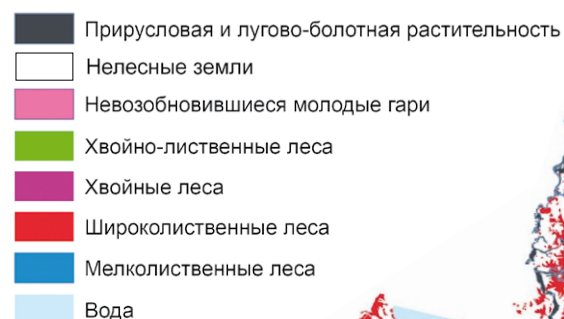 Прирусловая и лугово-болотная растительность
Нелесные земли
Невозобновившиеся молодые гари
Хвойно-лиственные леса
Хвойные леса
Широколиственные леса
Мелколиственные леса
Вода